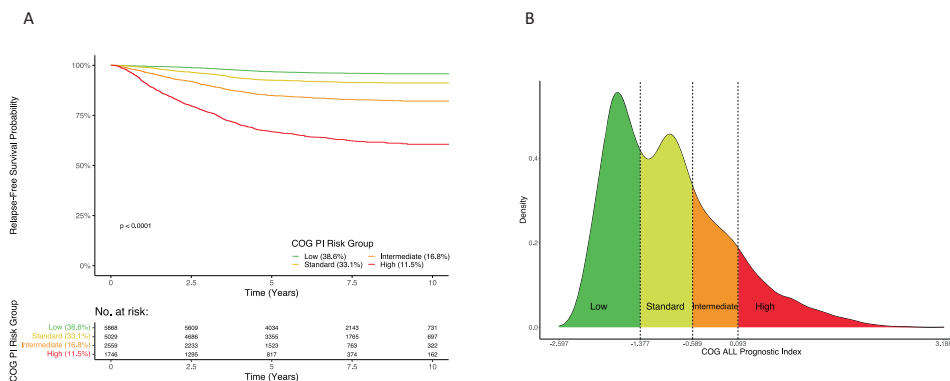 A
B
Relapse-Free Survival Probability
100%
75%
50%
25%
0%
p < 0.0001
COG PI Risk Group
Low (38.6%)
Intermediate (16.8%)
Standard (33.1%)
High (11.5%)
0
2.5
5
7.5
10
Time (Years)
COG PI Risk Group
No. at risk:
Low (38.6%) 5868 5609 4034 2143 731
Standard (33.1%) 5029 4686 3355 1765 697
Intermediate (16.8%) 2559 2233 1523 763 322
High (11.5%) 1746 1295 817 374 162
0 2.5 5 7.5 10
Time (Years)
Density
0.4
0.2
0.0
Low
Standard
Intermediate
High
-2.597 -1.377 -0.589 0.093 3.188
COG ALL Prognostic Index